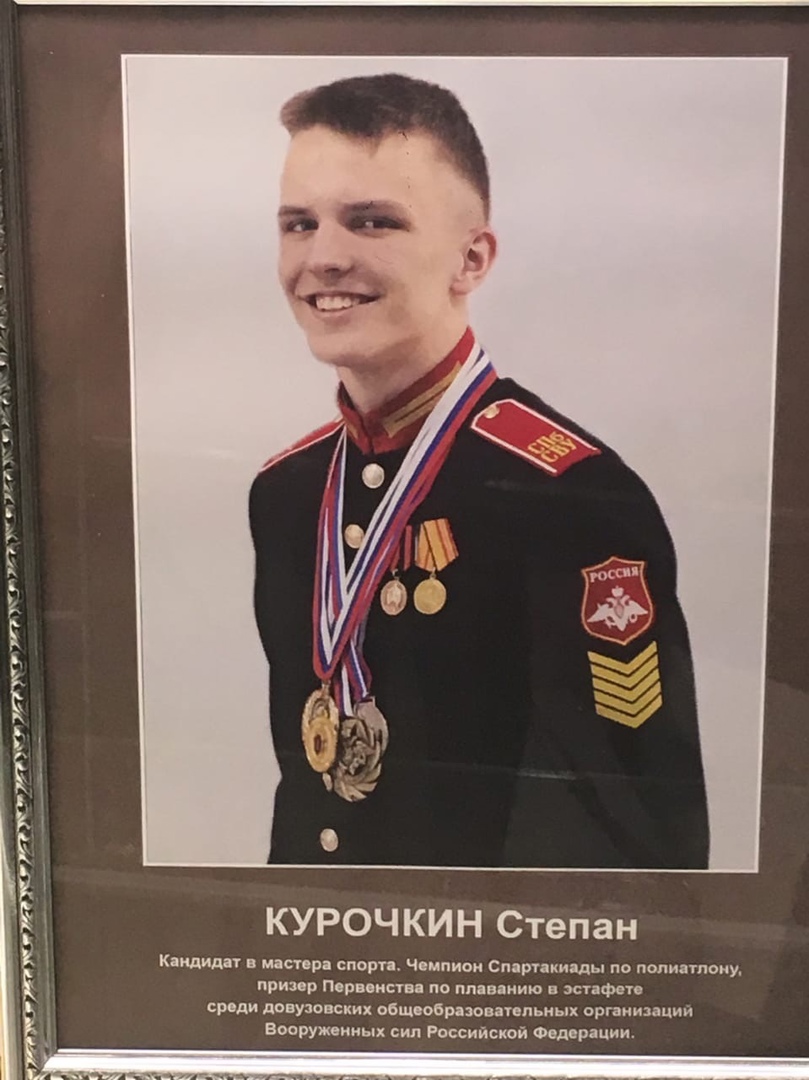 СПб
СВУ
РОССИЯ
КУРОЧКИН Степан
Кандидат в мастера спорта. Чемпион Спартакиады по полиатлону,
призер Первенства по плаванию в эстафете
среди довузовских общеобразовательных организаций
Вооруженных сил Российской Федерации.